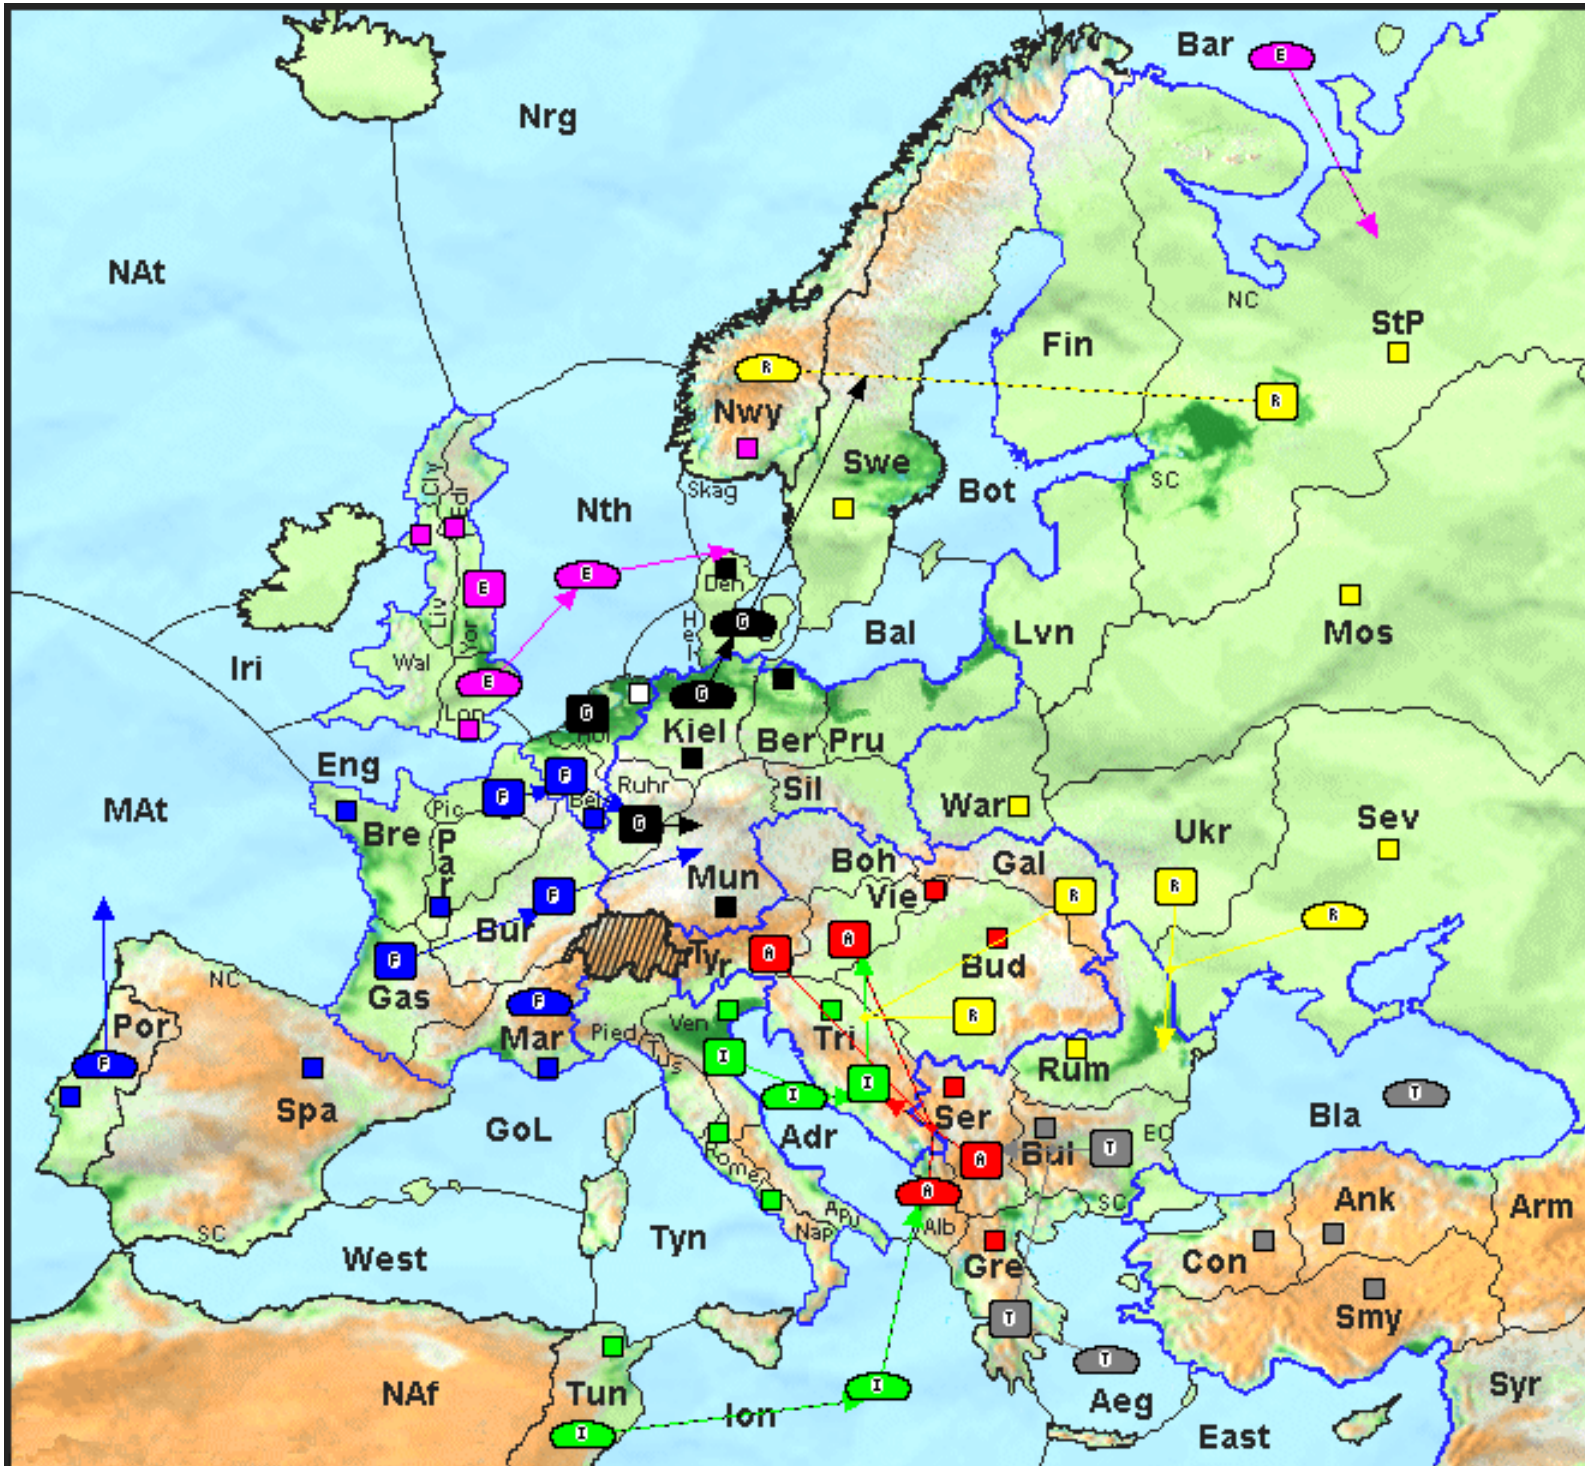 Bar
E
Nrg
NAt
NC
StP
Fin
R
R
Nwy
Swe
Skag
Bot
SC
Cly
Edi
Nth
E
E
Den
Mos
Liv
Yor
G
Hel
Bal
Lvn
Iri
Wal
E
G
Lon
G
Hol
Kiel
Ber
Pru
Eng
F
Ruhr
Sil
MAt
F
Pic
Bel
War
Sev
Bre
Par
G
Ukr
Boh
Gal
Mun
Vie
R
R
F
R
Bur
A
A
Bud
F
Tyr
NC
Gas
F
Por
Mar
Pied
Ven
Tri
R
F
Tus
I
Rum
Spa
I
I
Ser
T
Bla
GoL
Adr
EC
Rome
A
Bul
T
A
SC
Ank
Arm
SC
Apu
Alb
Tyn
Nap
West
Gre
Con
T
Smy
T
NAf
Tun
I
Aeg
Syr
I
Ion
East